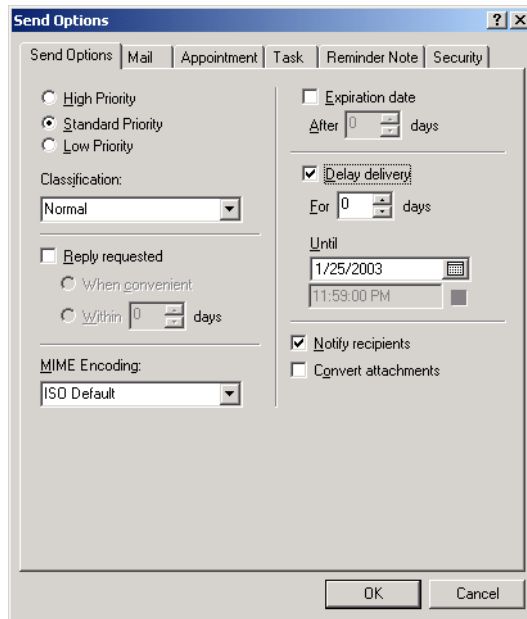 Send Options
Send Options Mail Appointment Task Reminder Note Security
High Priority
Standard Priority
Low Priority
Classification:
Normal
Reply requested
When convenient
Within 0 days
MIME Encoding:
ISO Default
Expiration date
After 0 days
Delay delivery
For 0 days
Until
1/25/2003
11:59:00 PM
Notify recipients
Convert attachments
OK Cancel